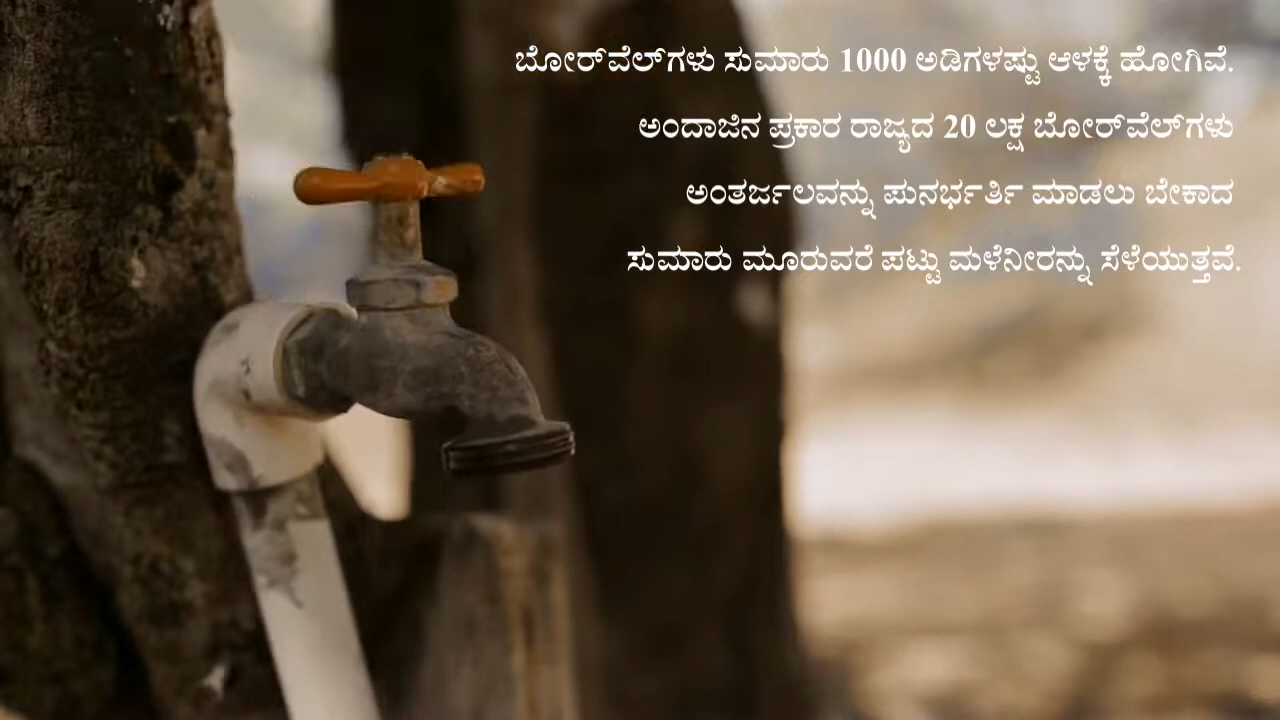 ಬೋರ್‌ವೆಲ್‌ಗಳು ಸುಮಾರು 1000 ಅಡಿಗಳಷ್ಟು ಆಳಕ್ಕೆ ಹೋಗಿವೆ.
ಅಂದಾಜಿನ ಪ್ರಕಾರ ರಾಜ್ಯದ 20 ಲಕ್ಷ ಬೋರ್‌ವೆಲ್‌ಗಳು
ಅಂತರ್ಜಲವನ್ನು ಪುನರ್ಭರ್ತಿ ಮಾಡಲು ಬೇಕಾದ
ಸುಮಾರು ಮೂರುವರೆ ಪಟ್ಟು ಮಳೆನೀರನ್ನು ಸೆಳೆಯುತ್ತವೆ.